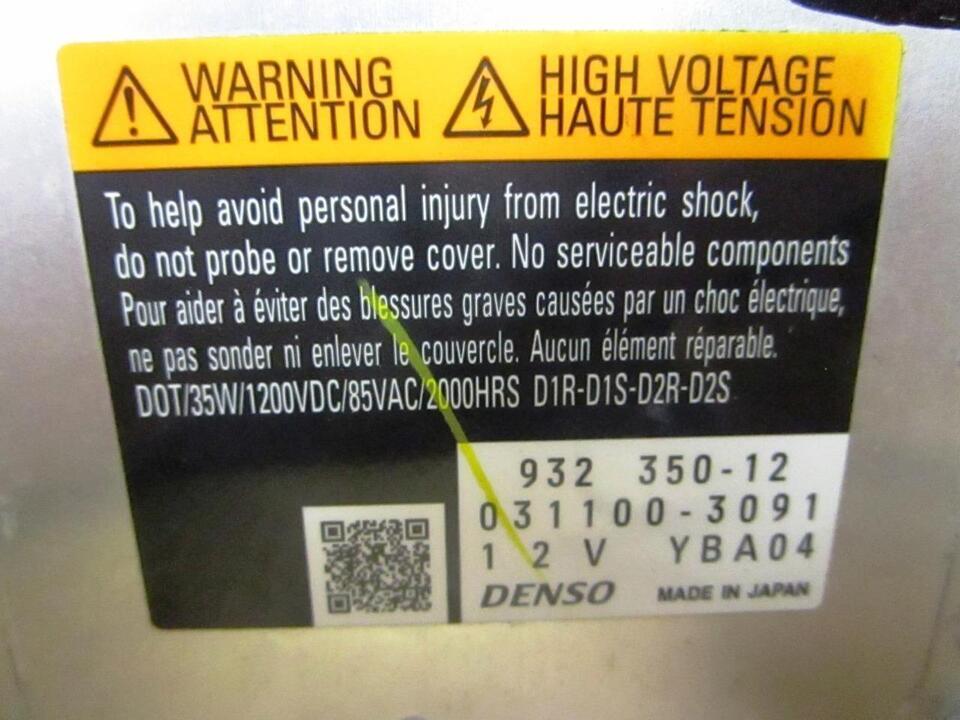 WARNING
ATTENTION
HIGH VOLTAGE
HAUTE TENSION
To help avoid personal injury from electric shock,
do not probe or remove cover. No serviceable components
Pour aider à éviter des blessures graves causées par un choc électrique,
ne pas sonder ni enlever le couvercle. Aucun élément réparable.
DOT/35W/1200VDC/85VAC/2000HRS D1R-D1S-D2R-D2S
932 350-12
031100-3091
12V YBA04
DENSO MADE IN JAPAN